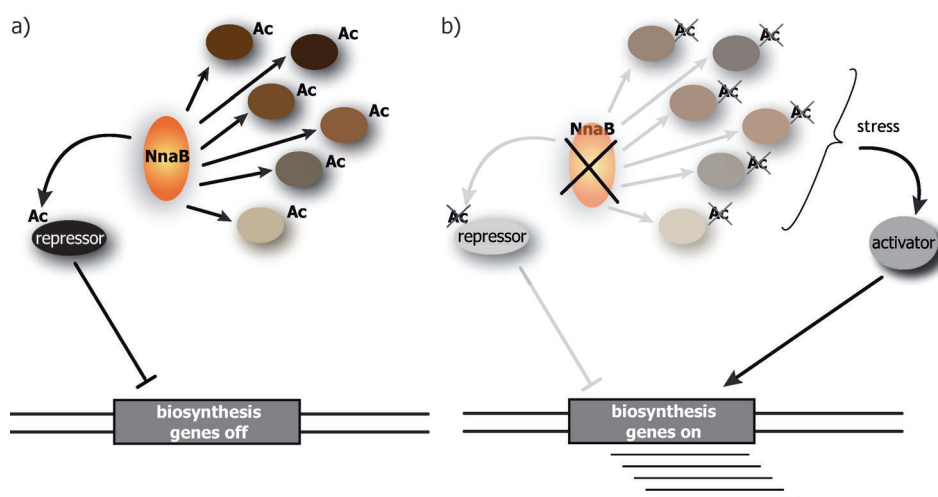 a)
Ac
Ac
Ac
Ac
NnaB
Ac
Ac
Ac
repressor
biosynthesis
genes off
b)
Ac
Ac
Ac
NnaB
Ac
stress
Ac
Ac
Ac
repressor
activator
biosynthesis
genes on